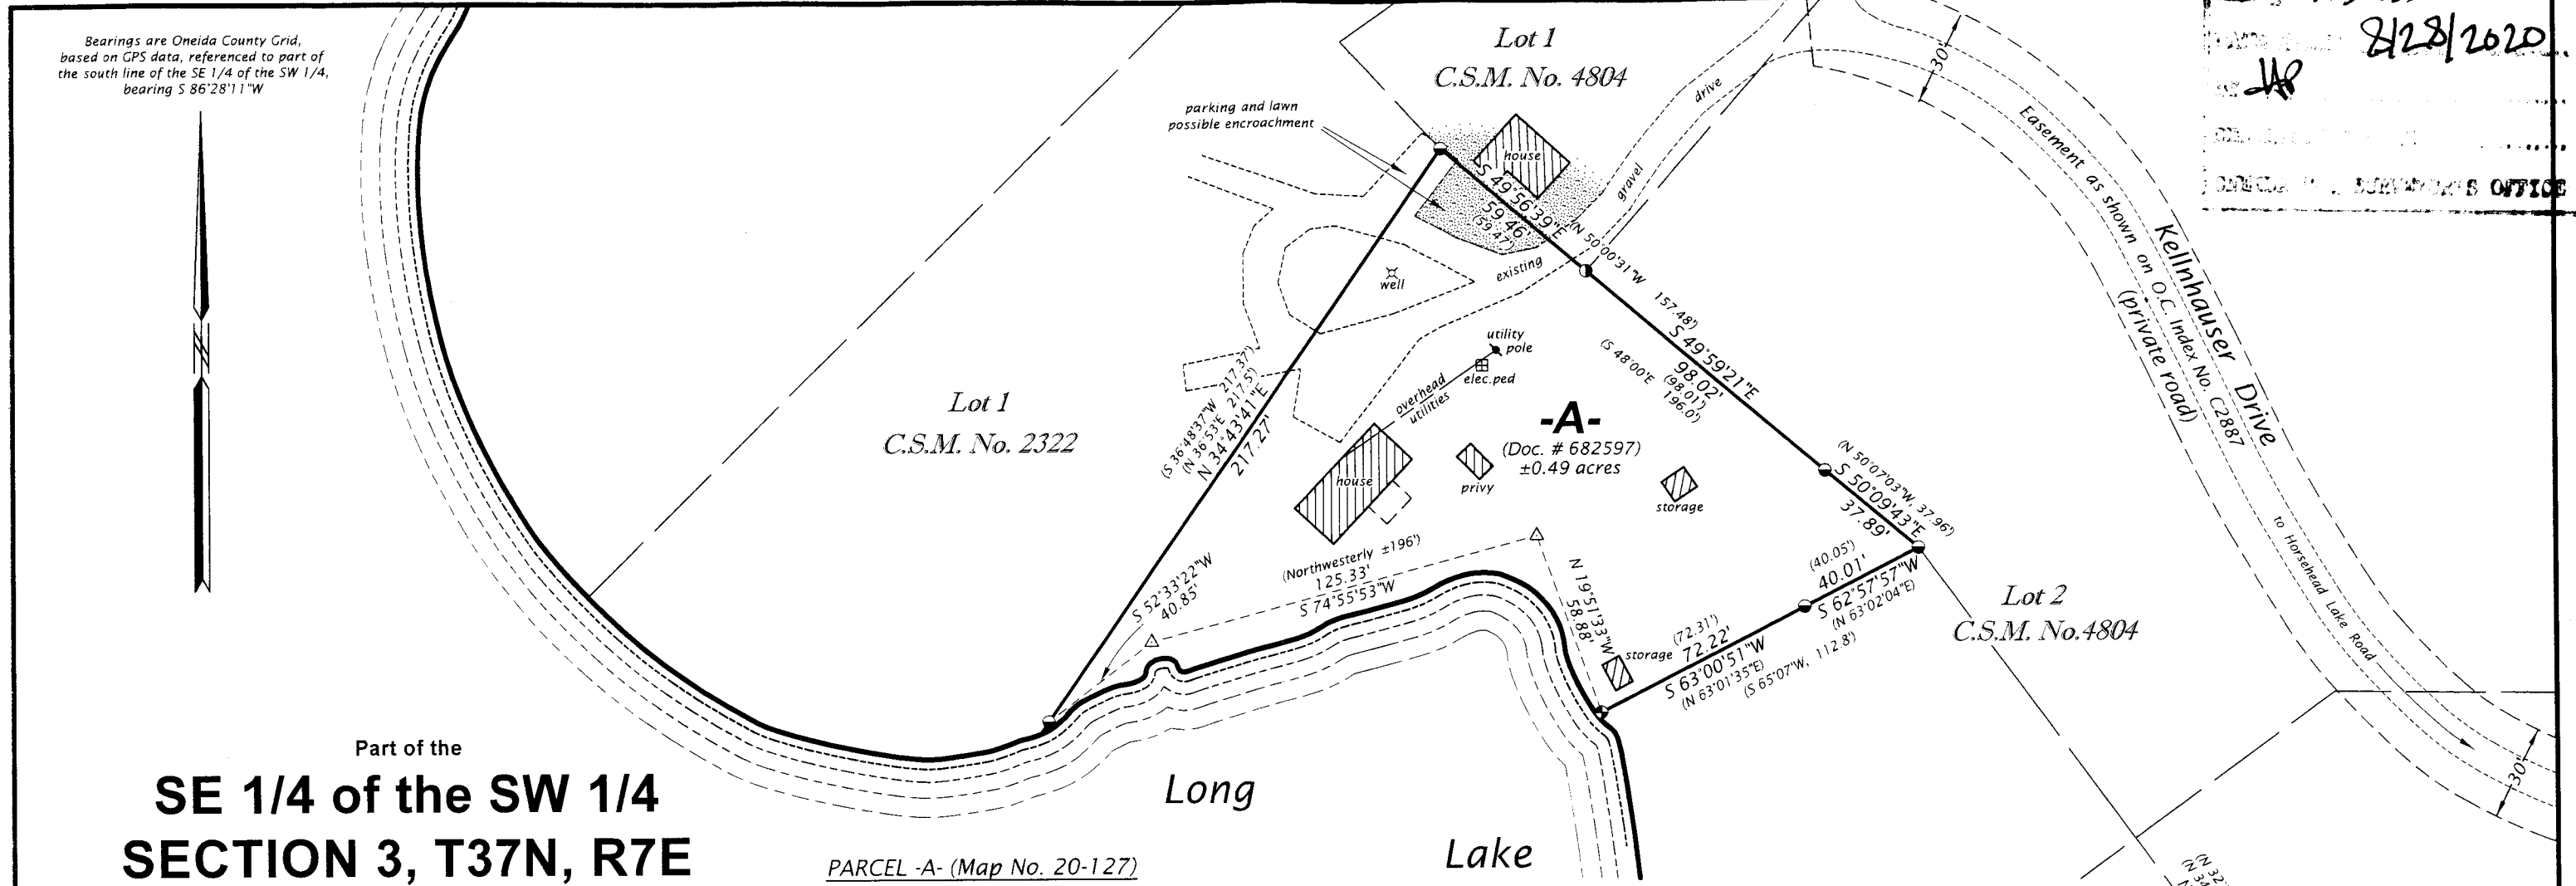 Bearings are Oneida County Grid,
based on GPS data, referenced to part of
the south line of the SE 1/4 of the SW 1/4,
bearing S 86°28'11"W
N
Lot 1
C.S.M. No. 4804
parking and lawn
possible encroachment
house
drive
gravel
existing
S 49°56'39"E
59.46'
(59.47')
(N 50°00'31"W 157.48')
S 49°59'21"E
98.02'
(98.01')
(S 48°00'E 196.0')
well
utility
pole
elec.ped
overhead
utilities
(S 36°48'37"W 217.37')
(N 36°53'E 217.5')
N 34°43'41"E
217.27'
Lot 1
C.S.M. No. 2322
-A-
(Doc. # 682597)
±0.49 acres
house
privy
storage
(N 50°07'03"W, 37.96')
S 50°09'43"E
37.89'
(40.05')
40.01'
S 62°57'57"W
(N 63°02'04"E)
(72.31')
72.22'
S 63°00'51"W
(N 63°01'35"E)
(S 65°07'W, 112.8')
storage
N 19°51'33"W
58.88'
(Northwesterly ±196')
125.33'
S 74°55'53"W
S 52°33'22"W
40.85'
Lot 2
C.S.M. No.4804
30'
Easement as shown on O.C. Index No. C2887
Kellnhauser Drive
(private road)
to Horsehead Lake Road
30'
8/28/2020
OFFICE
Part of the
SE 1/4 of the SW 1/4
SECTION 3, T37N, R7E
Long
Lake
PARCEL -A- (Map No. 20-127)